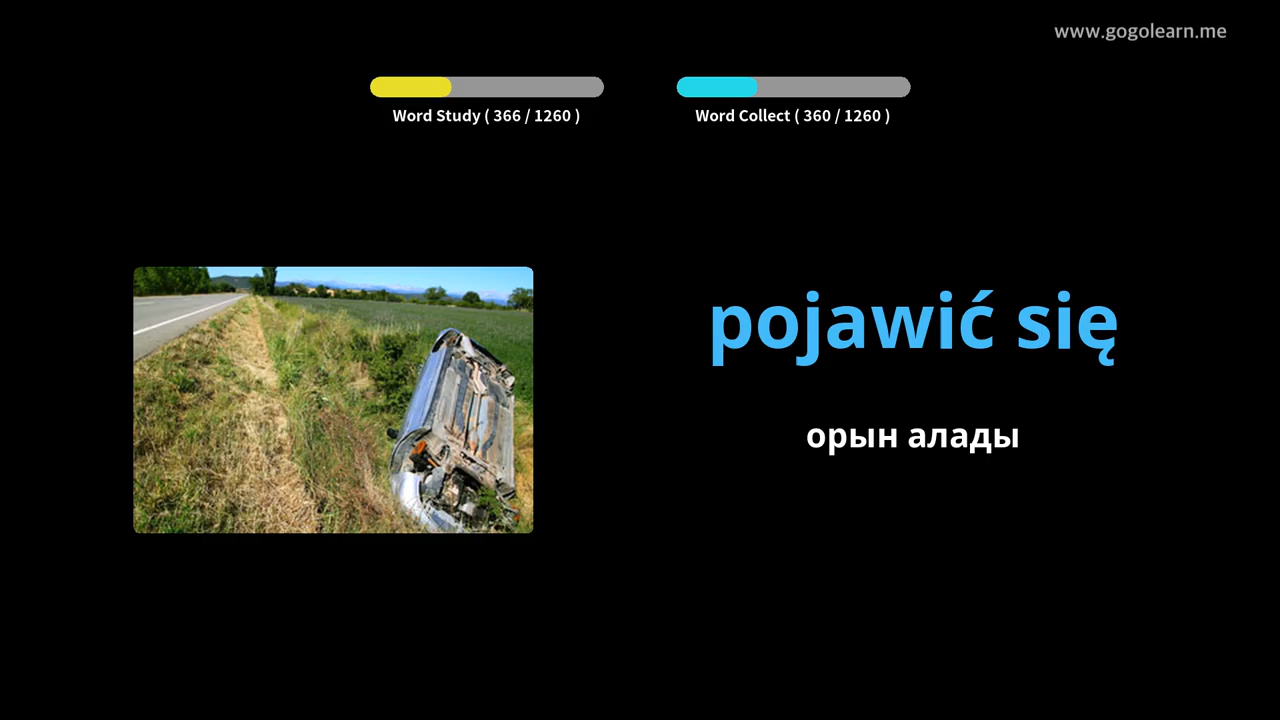 www.gogolearn.me
Word Study ( 366 / 1260 )
Word Collect ( 360 / 1260 )
pojawić się
орын алады